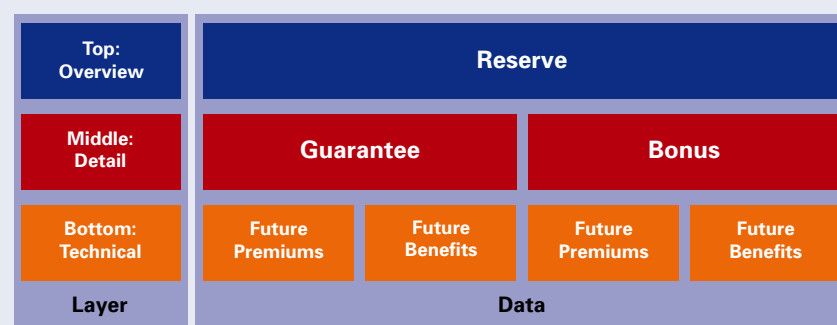 Top:
Overview
Reserve
Middle:
Detail
Guarantee
Bonus
Bottom:
Technical
Future
Premiums
Future
Benefits
Future
Premiums
Future
Benefits
Layer
Data